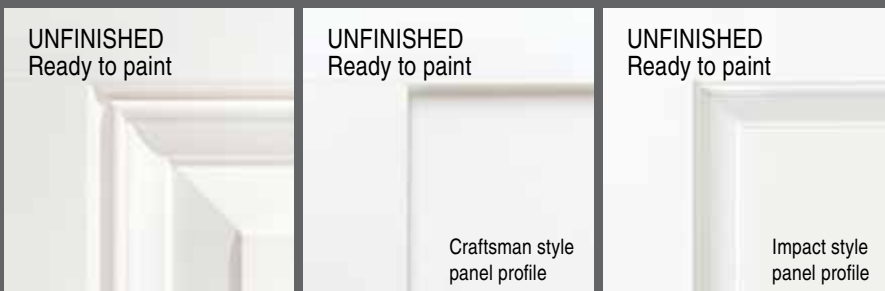 UNFINISHED
Ready to paint
UNFINISHED
Ready to paint
Craftsman style
panel profile
UNFINISHED
Ready to paint
Impact style
panel profile